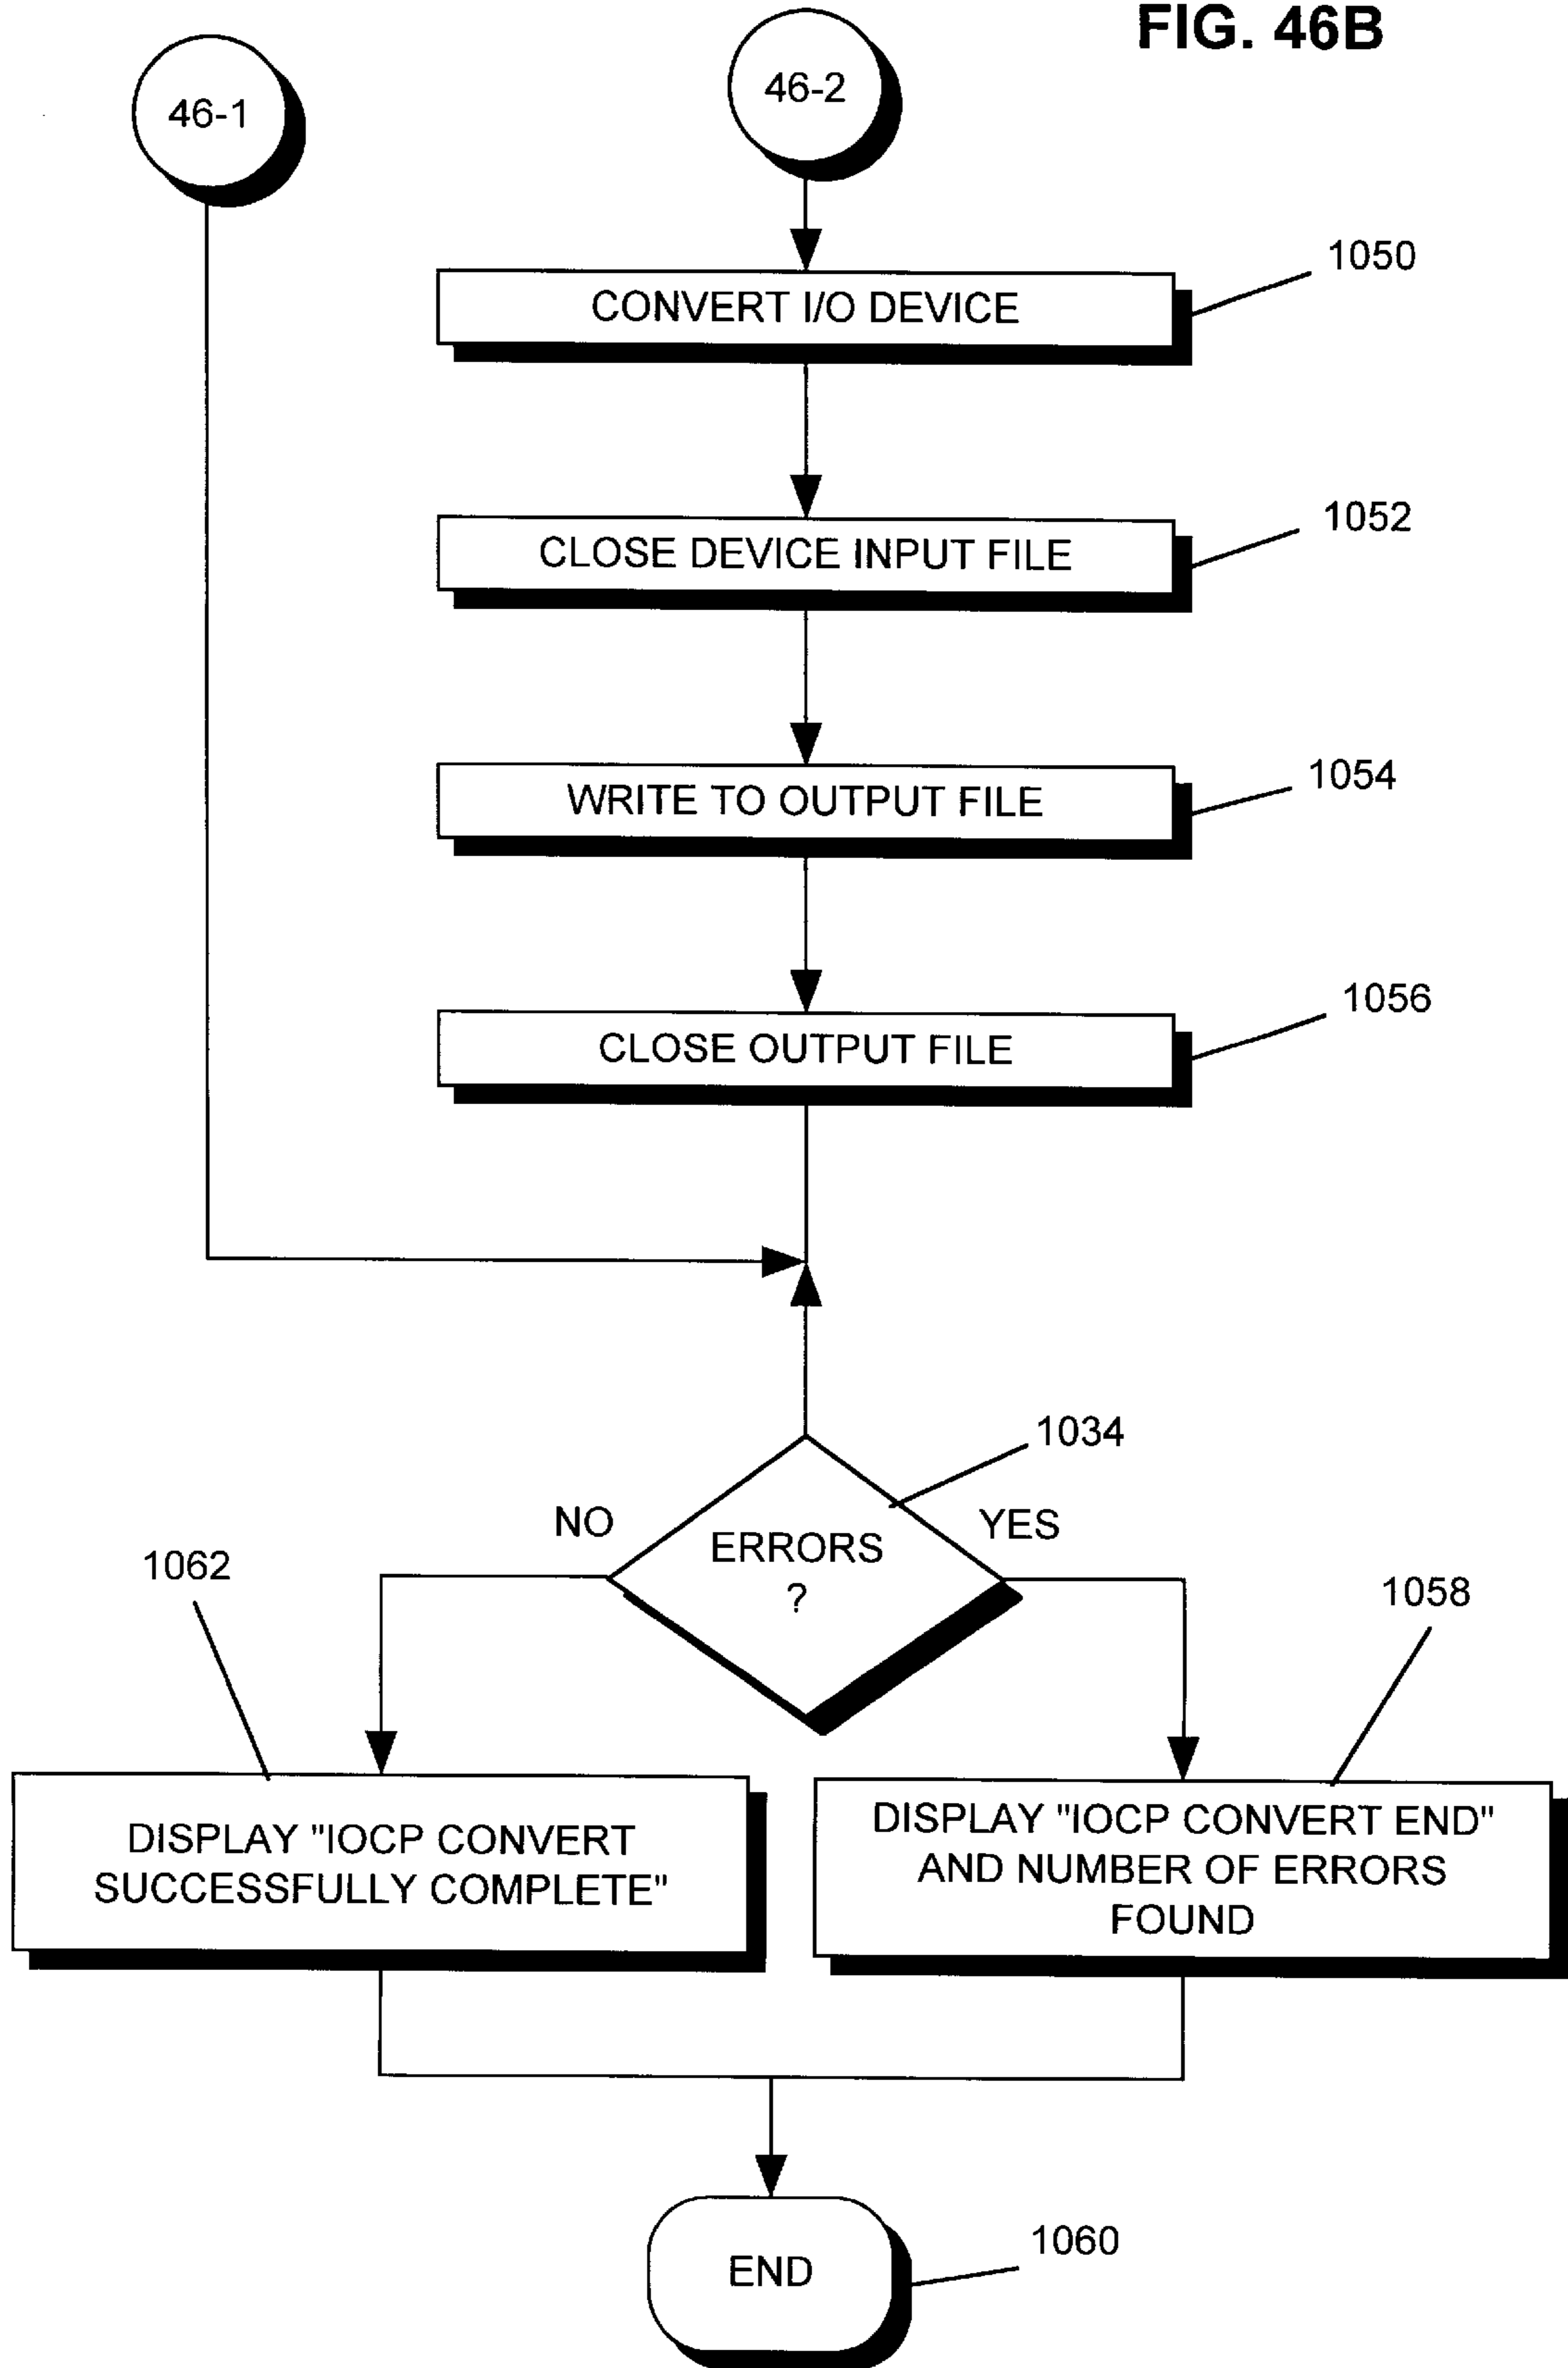 FIG. 46B
46-1
46-2
1050
CONVERT I/O DEVICE
1052
CLOSE DEVICE INPUT FILE
1054
WRITE TO OUTPUT FILE
1056
CLOSE OUTPUT FILE
1034
NO
YES
ERRORS
?
1062
1058
DISPLAY "IOCP CONVERT
SUCCESSFULLY COMPLETE"
DISPLAY "IOCP CONVERT END"
AND NUMBER OF ERRORS
FOUND
1060
END